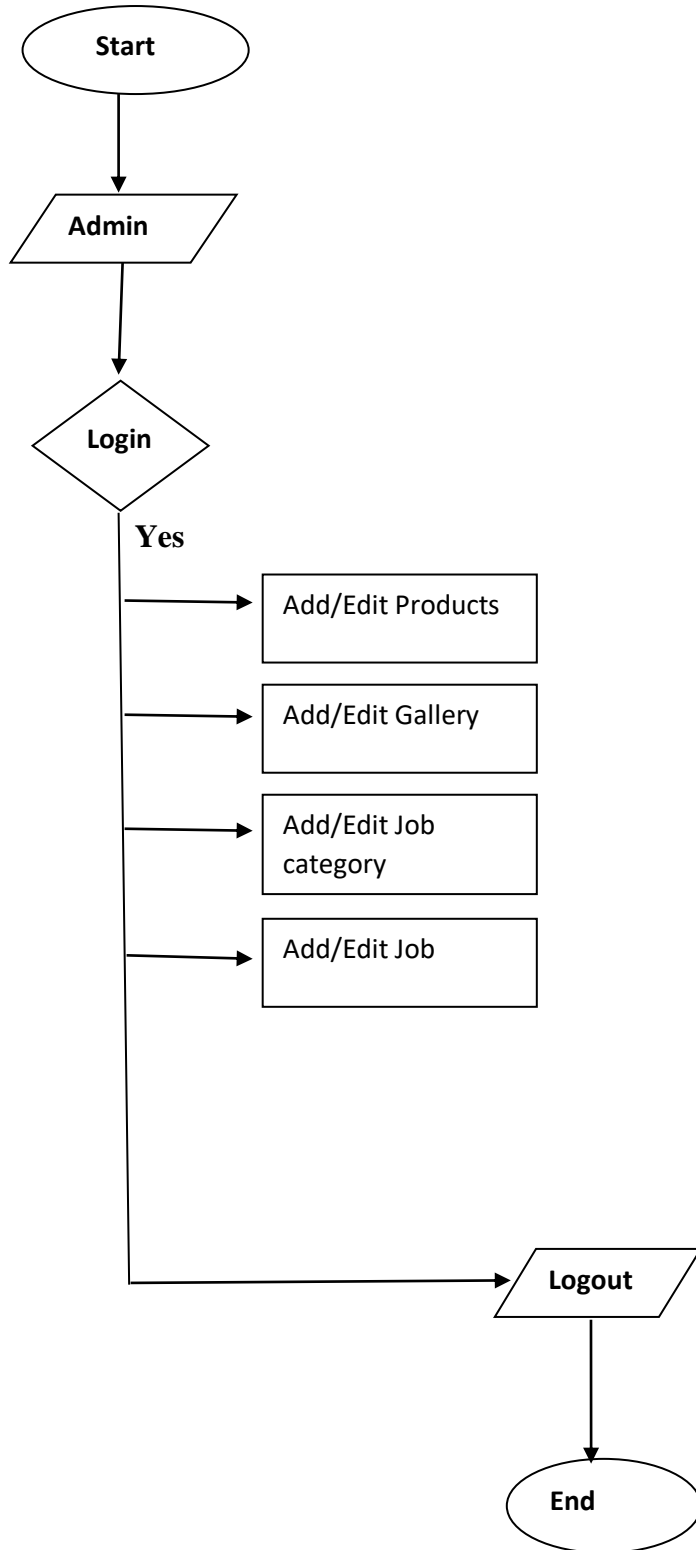 Start
Admin
Login
Yes
Add/Edit Products
Add/Edit Gallery
Add/Edit Job
category
Add/Edit Job
Logout
End